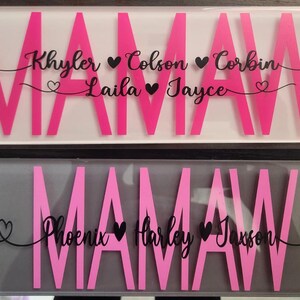 MAMAW
Khyler ♥ Colson ♥ Corbin
Laila ♥ Jayce
MAMAW
Phoenix ♥ Harley ♥ Jaxson